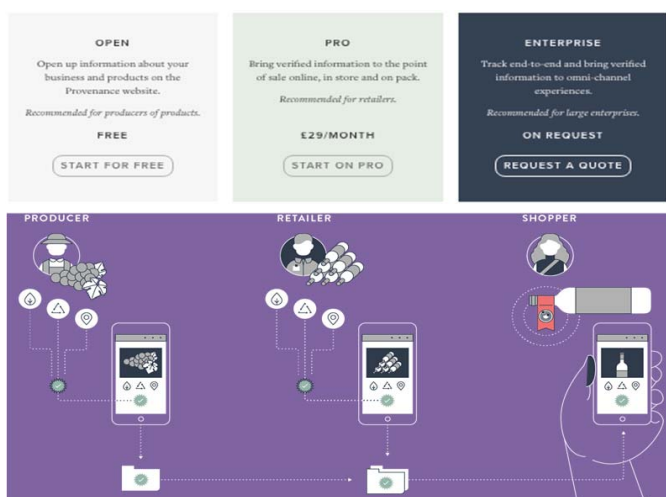 OPEN
Open up information about your
business and products on the
Provenance website.
Recommended for producers of products.
FREE
START FOR FREE
PRO
Bring verified information to the point
of sale online, in store and on pack.
Recommended for retailers.
£29/MONTH
START ON PRO
ENTERPRISE
Track end-to-end and bring verified
information to omni-channel
experiences.
Recommended for large enterprises.
ON REQUEST
REQUEST A QUOTE
PRODUCER
RETAILER
SHOPPER